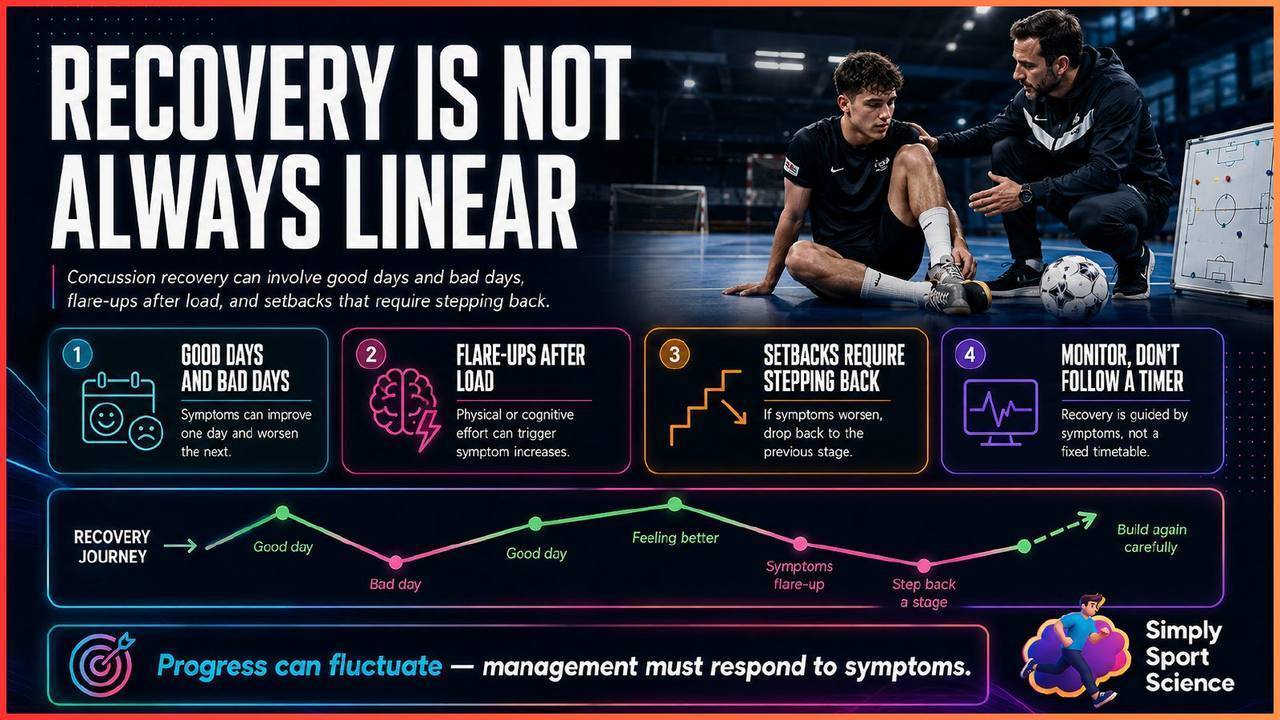 RECOVERY IS NOT
ALWAYS LINEAR
Concussion recovery can involve good days and bad days,
flare-ups after load, and setbacks that require stepping back.
1
GOOD DAYS
AND BAD DAYS
Symptoms can improve
one day and worsen
the next.
2
FLARE-UPS AFTER
LOAD
Physical or cognitive
effort can trigger
symptom increases.
3
SETBACKS REQUIRE
STEPPING BACK
If symptoms worsen,
drop back to the
previous stage.
4
MONITOR, DON'T
FOLLOW A TIMER
Recovery is guided by
symptoms, not a
fixed timetable.
RECOVERY
JOURNEY
Good day
Bad day
Good day
Feeling better
Symptoms
flare-up
Step back
a stage
Build again
carefully
Progress can fluctuate — management must respond to symptoms.
Simply
Sport
Science